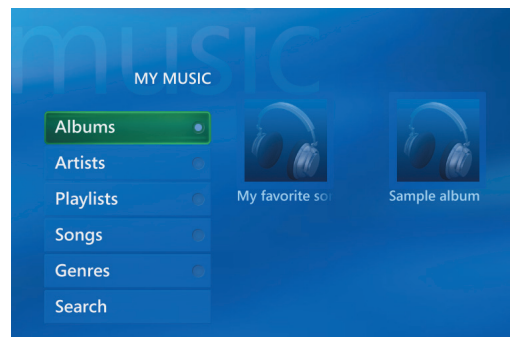 music
MY MUSIC
Albums
Artists
Playlists
Songs
Genres
Search
My favorite so
Sample album